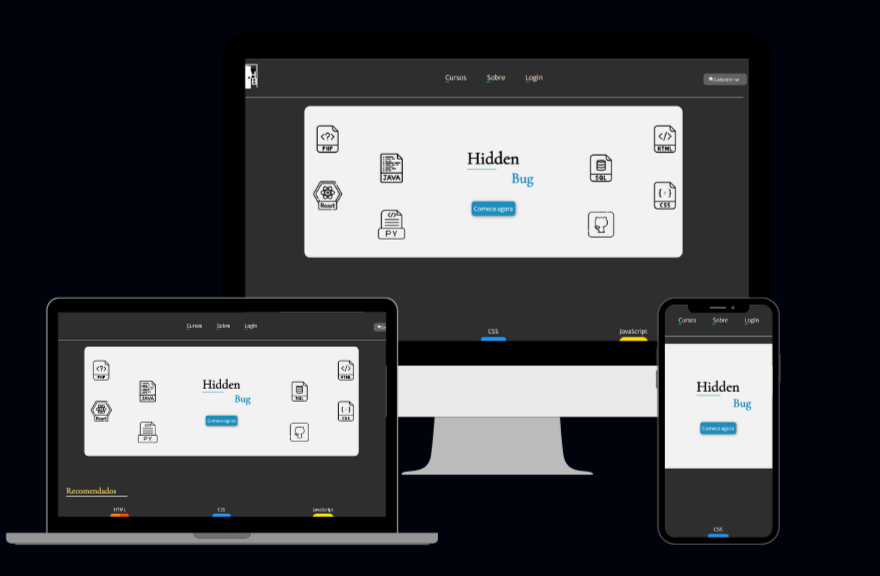 Cursos Sobre Login Cadastre-se
PHP
HTML
JAVA
Hidden
SQL
Bug
React
CSS
Comece agora
PY
CSS JavaScript
Cursos Sobre Login
PHP
HTML
JAVA
Hidden
SQL
Bug
React
CSS
Comece agora
PY
Recomendados
HTML CSS JavaScript
Cursos Sobre Login
Hidden
Bug
Comece agora
CSS